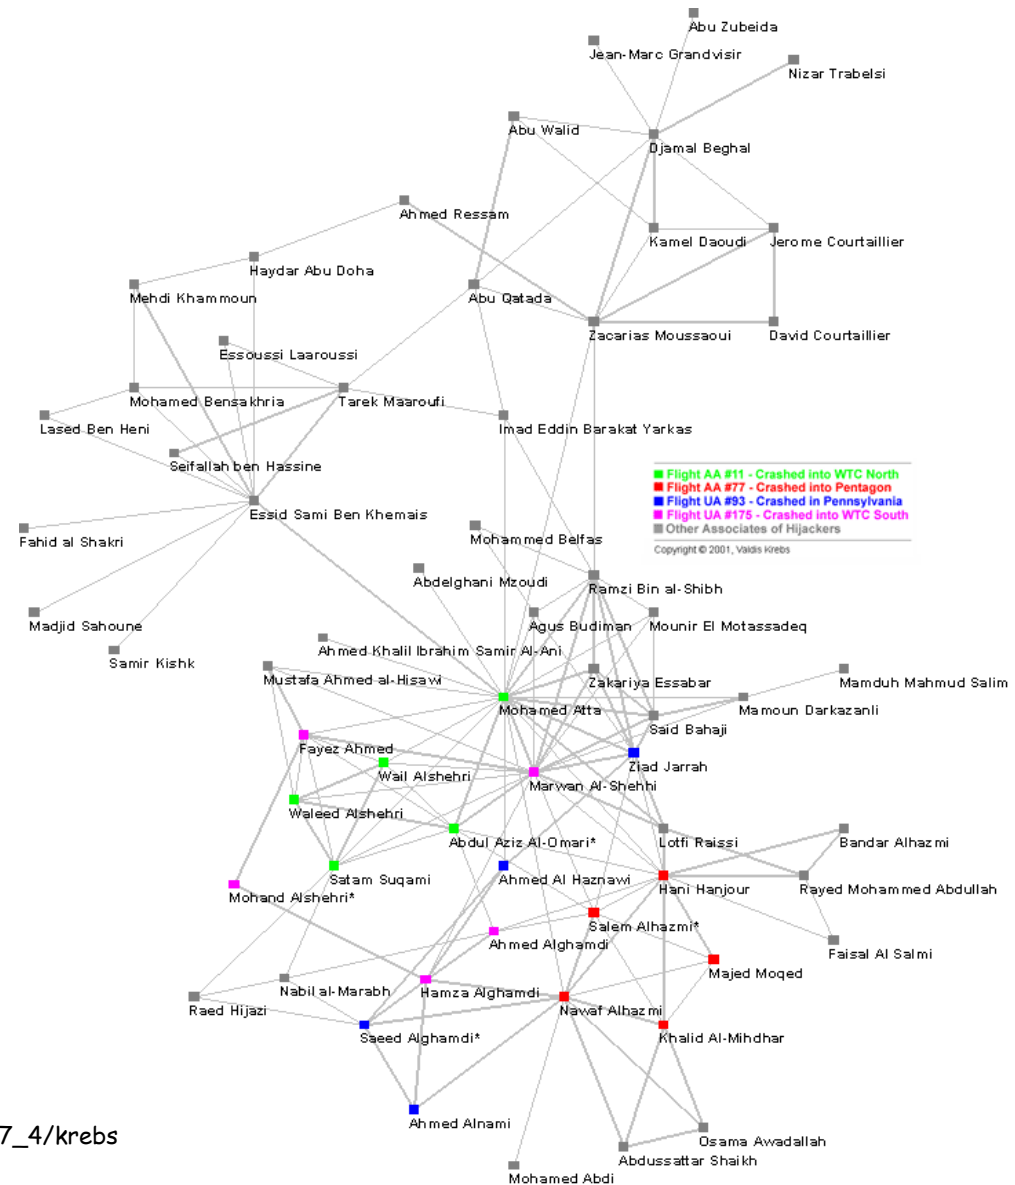 Abu Zubeida
Jean-Marc Grandvisir
Nizar Trabelsi
Abu Walid
Djamal Beghal
Ahmed Ressam
Kamel Daoudi
Jerome Courtaillier
Haydar Abu Doha
Mehdi Khammoun
Abu Qatada
Zacarias Moussaoui
David Courtaillier
Essoussi Laaroussi
Mohamed Bensakhria
Tarek Maaroufi
Lased Ben Heni
Imad Eddin Barakat Yarkas
Seifallah ben Hassine
Flight AA #11 - Crashed into WTC North
Flight AA #77 - Crashed into Pentagon
Flight UA #93 - Crashed in Pennsylvania
Flight UA #175 - Crashed into WTC South
Other Associates of Hijackers
Copyright © 2001, Valdis Krebs
Essid Sami Ben Khemais
Fahid al Shakri
Mohammed Belfas
Abdelghani Mzoudi
Ramzi Bin al-Shibh
Madjid Sahoune
Agus Budiman
Mounir El Motassadeq
Samir Kishk
Ahmed Khalil Ibrahim Samir Al-Ani
Mustafa Ahmed al-Hisawi
Zakariya Essabar
Mamduh Mahmud Salim
Mohamed Atta
Mamoun Darkazanli
Said Bahaji
Fayez Ahmed
Ziad Jarrah
Wail Alshehri
Marwan Al-Shehhi
Waleed Alshehri
Abdul Aziz Al-Omari*
Lotfi Raissi
Bandar Alhazmi
Satam Suqami
Ahmed Al Haznawi
Hani Hanjour
Rayed Mohammed Abdullah
Mohand Alshehri*
Salem Alhazmi*
Ahmed Alghamdi
Faisal Al Salmi
Majed Moqed
Nabil al-Marabh
Hamza Alghamdi
Raed Hijazi
Nawaf Alhazmi
Saeed Alghamdi*
Khalid Al-Mihdhar
Ahmed Alnami
7_4/krebs
Osama Awadallah
Abdussattar Shaikh
Mohamed Abdi